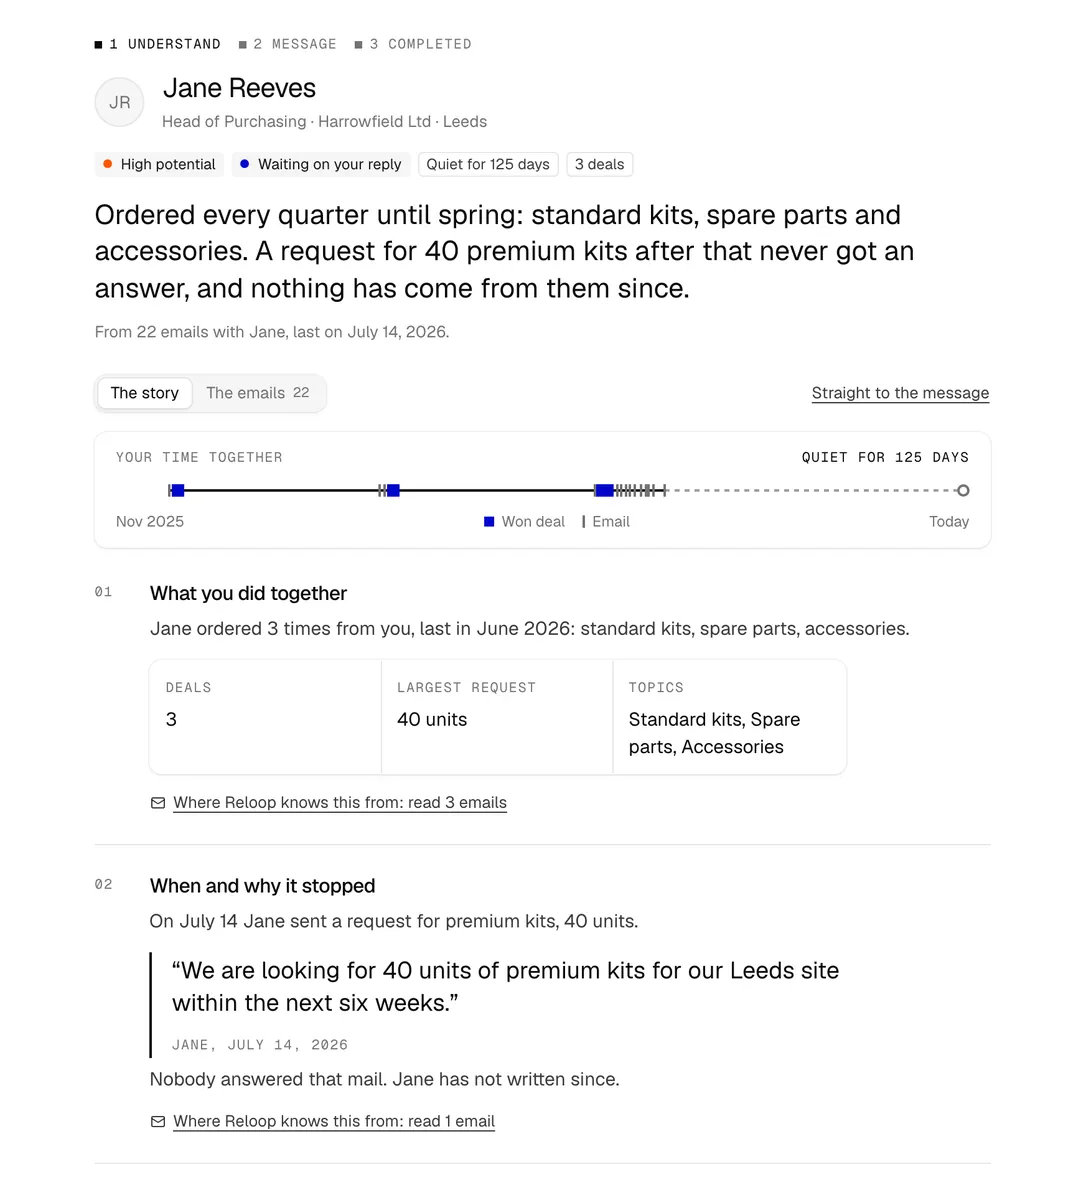 1 UNDERSTAND 2 MESSAGE 3 COMPLETED
JR
Jane Reeves
Head of Purchasing · Harrowfield Ltd · Leeds
High potential
Waiting on your reply
Quiet for 125 days
3 deals
Ordered every quarter until spring: standard kits, spare parts and
accessories. A request for 40 premium kits after that never got an
answer, and nothing has come from them since.
From 22 emails with Jane, last on July 14, 2026.
The story
The emails 22
Straight to the message
YOUR TIME TOGETHER
QUIET FOR 125 DAYS
Nov 2025
Won deal
Email
Today
01
What you did together
Jane ordered 3 times from you, last in June 2026: standard kits, spare parts, accessories.
DEALS
3
LARGEST REQUEST
40 units
TOPICS
Standard kits, Spare
parts, Accessories
Where Reloop knows this from: read 3 emails
02
When and why it stopped
On July 14 Jane sent a request for premium kits, 40 units.
“We are looking for 40 units of premium kits for our Leeds site
within the next six weeks.”
JANE, JULY 14, 2026
Nobody answered that mail. Jane has not written since.
Where Reloop knows this from: read 1 email